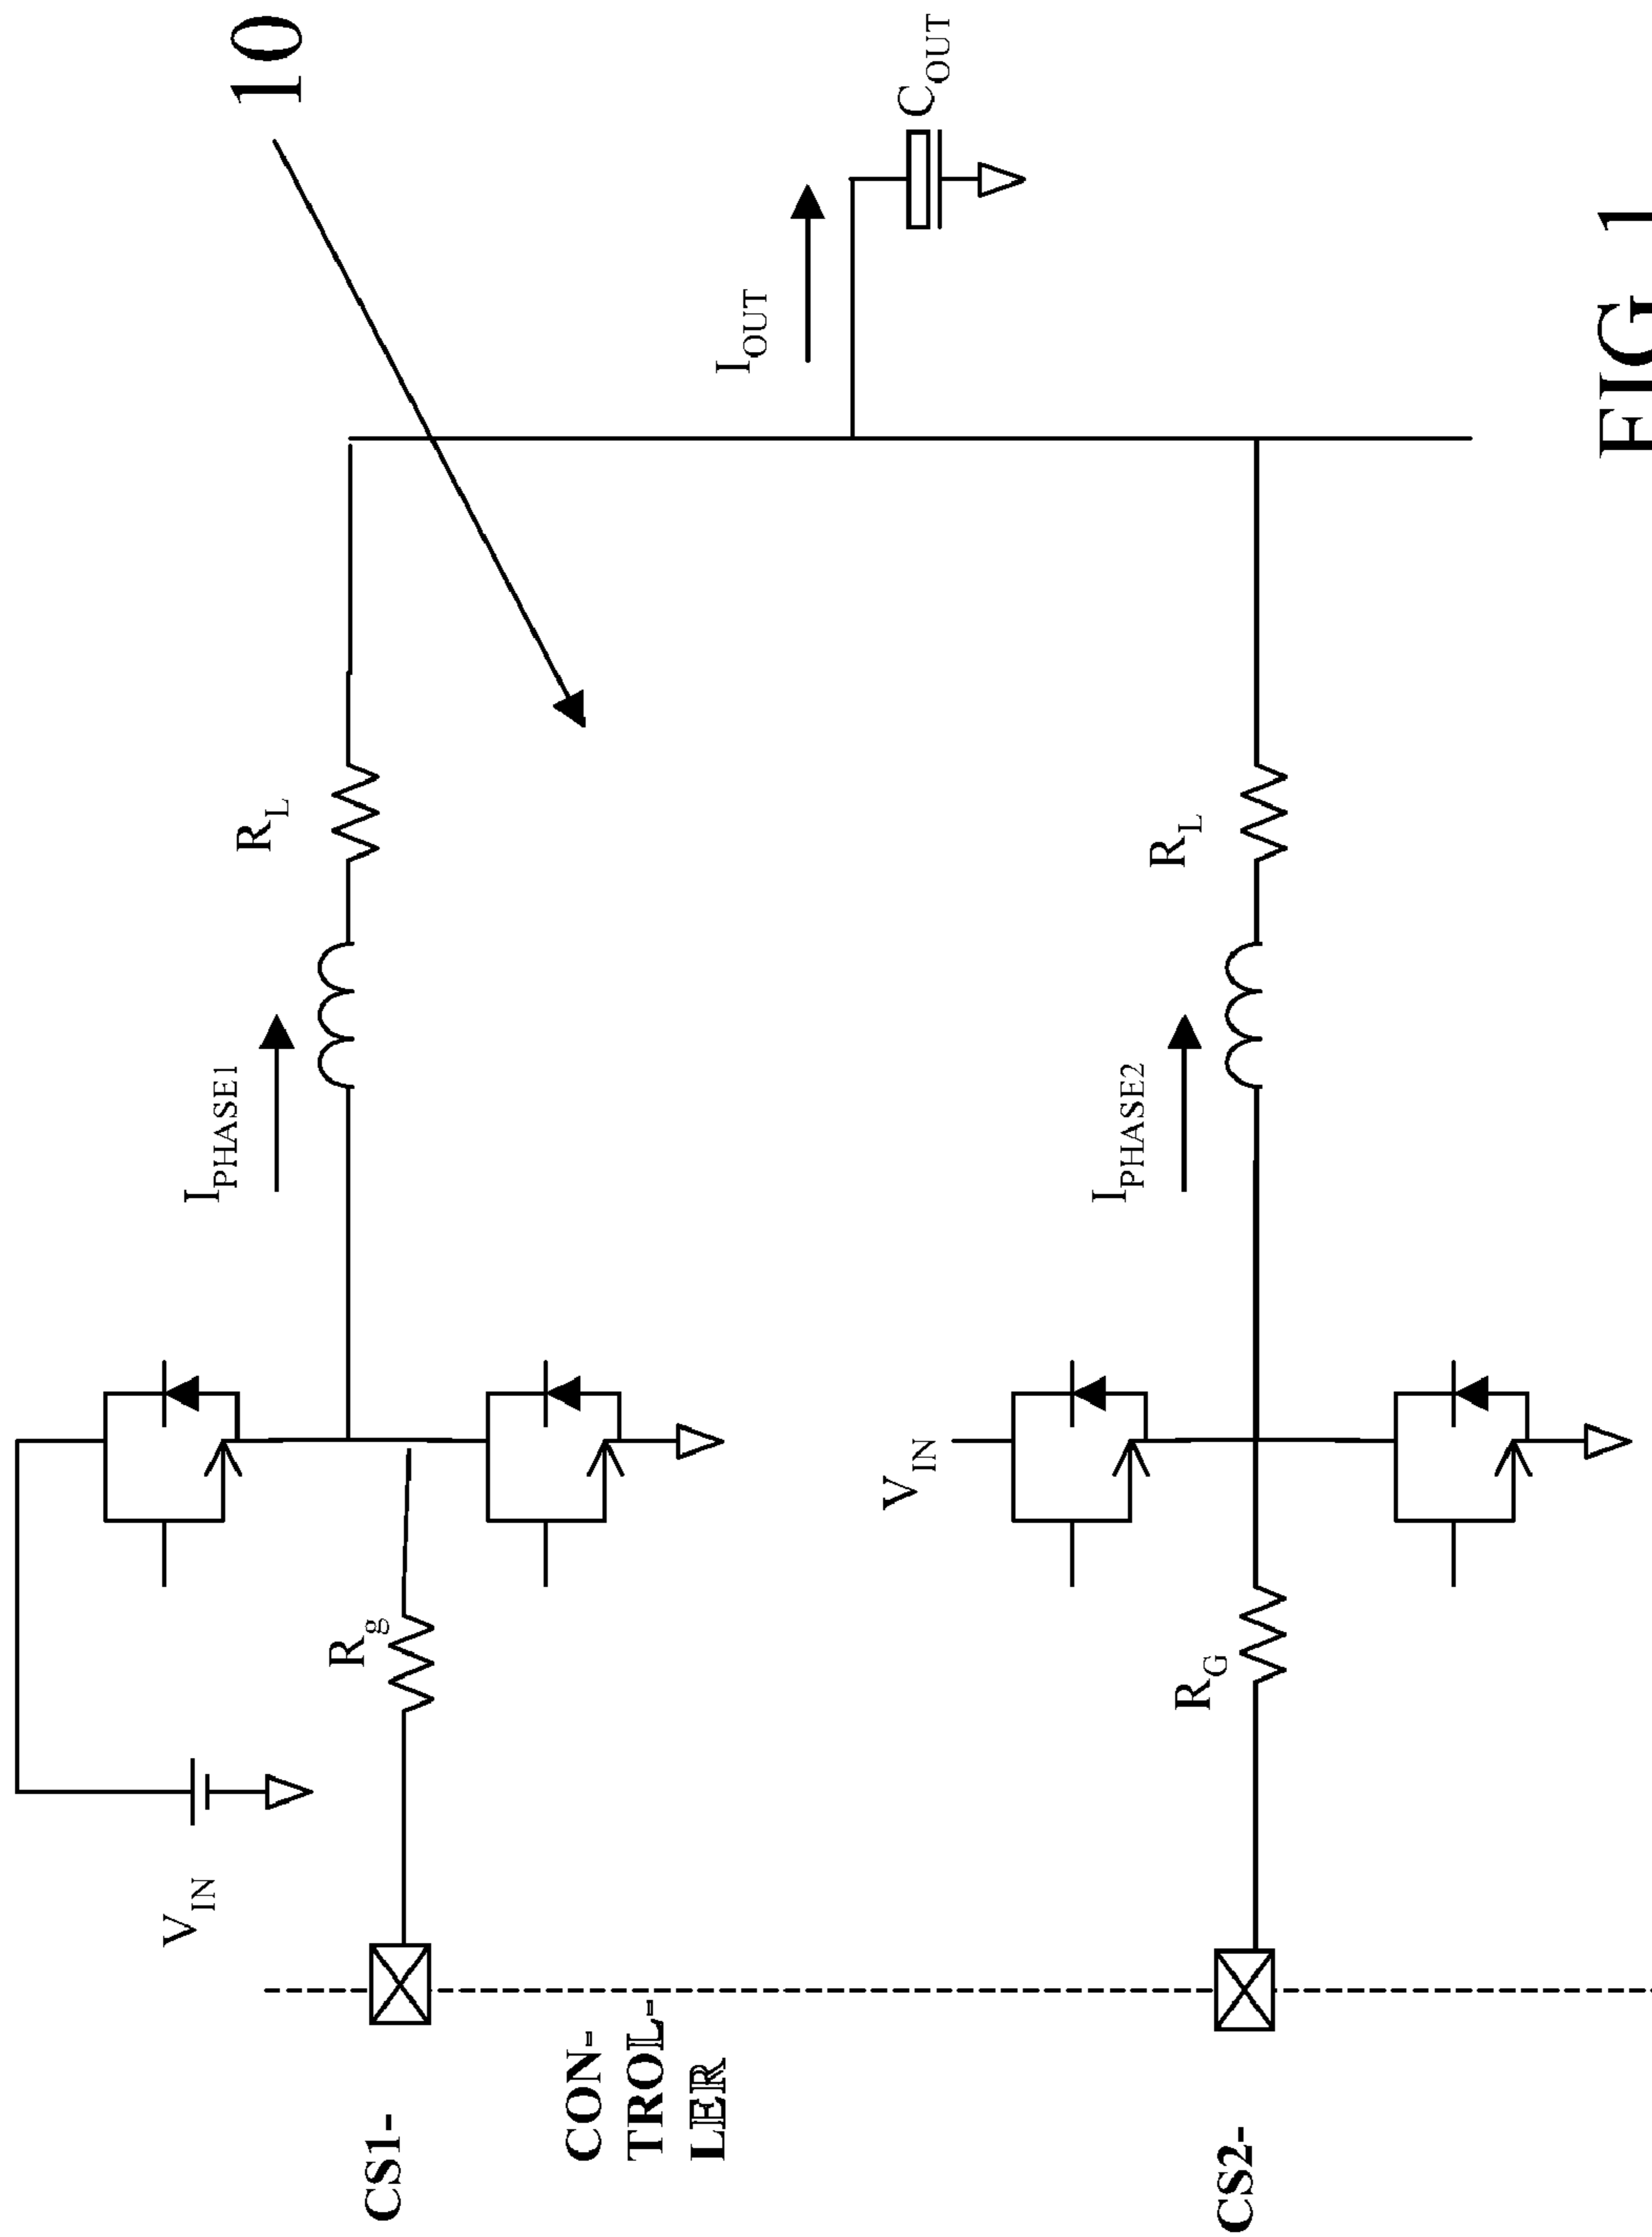 10
V_IN
R_g
I_PHASE1
R_L
CS1-
CON-
TROL-
LER
I_OUT
C_OUT
V_IN
I_PHASE2
R_L
R_G
CS2-
FIG 1